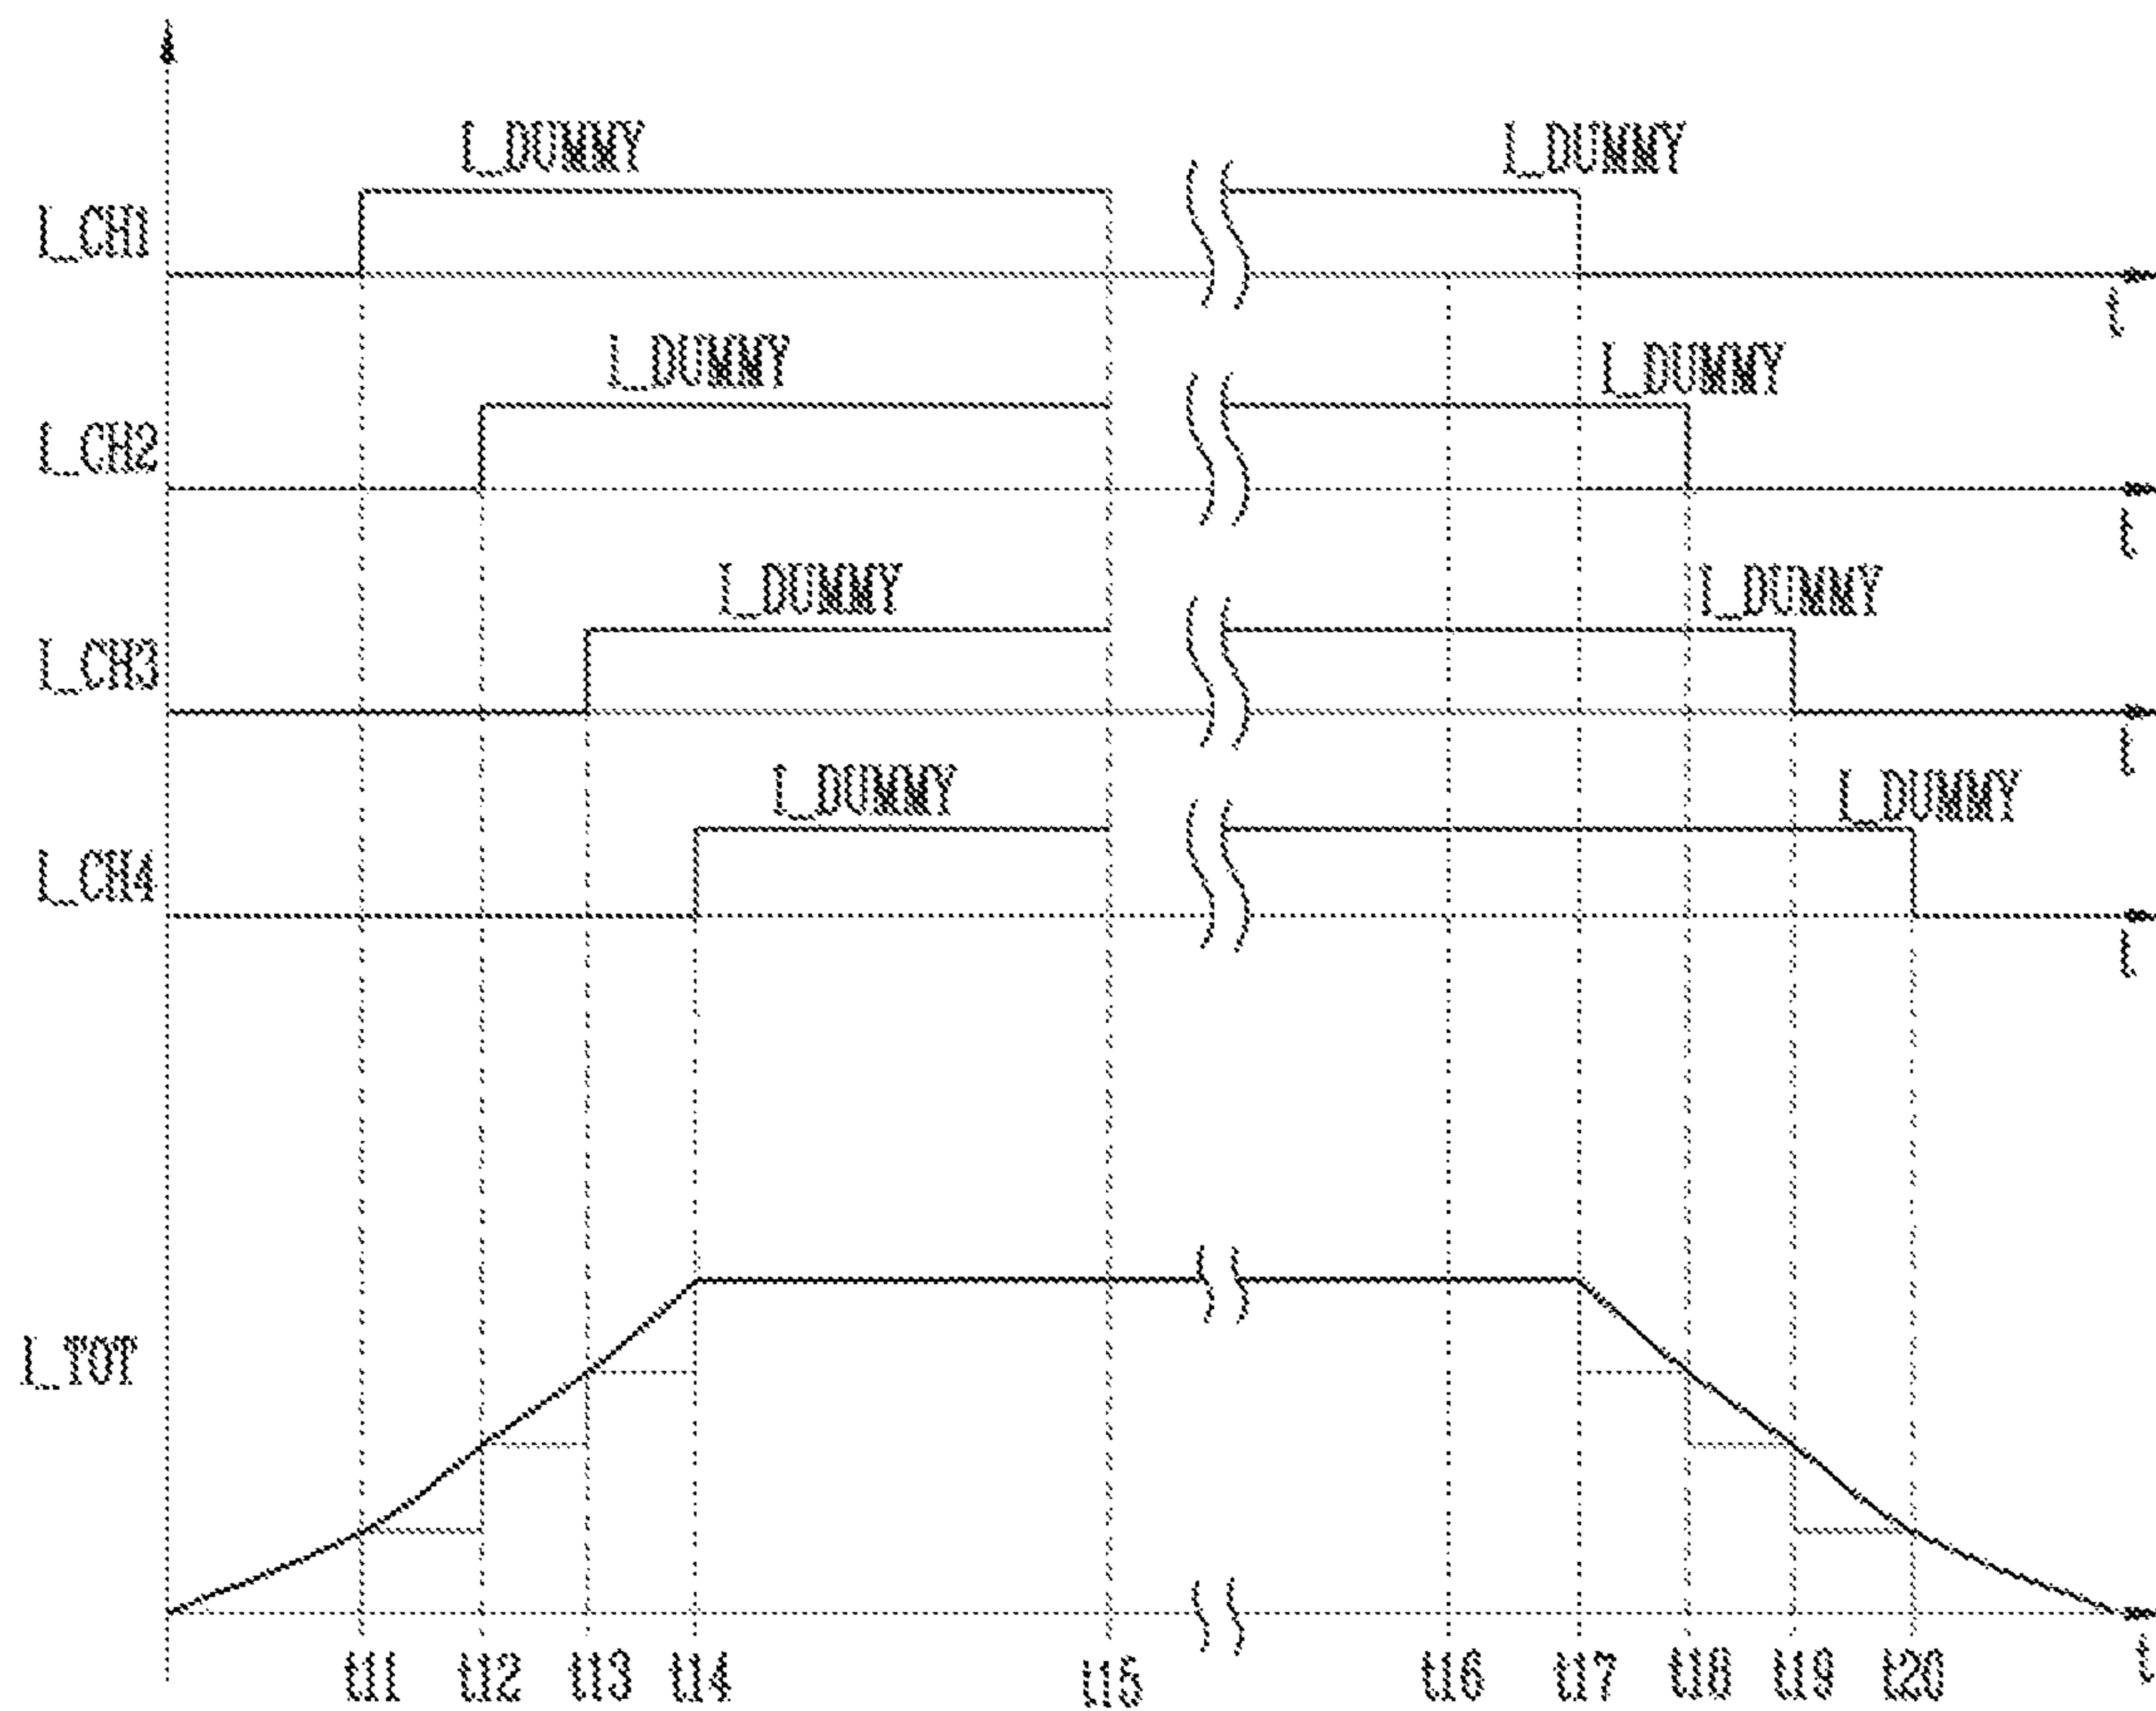 I_DUMMY I_DUMMY
I_CH1
t
I_DUMMY I_DUMMY
I_CH2
t
I_DUMMY I_DUMMY
I_CH3
t
I_DUMMY I_DUMMY
I_CH4
t
I_TOT
t11 t12 t13 t14 t15 t16 t17 t18 t19 t20 t